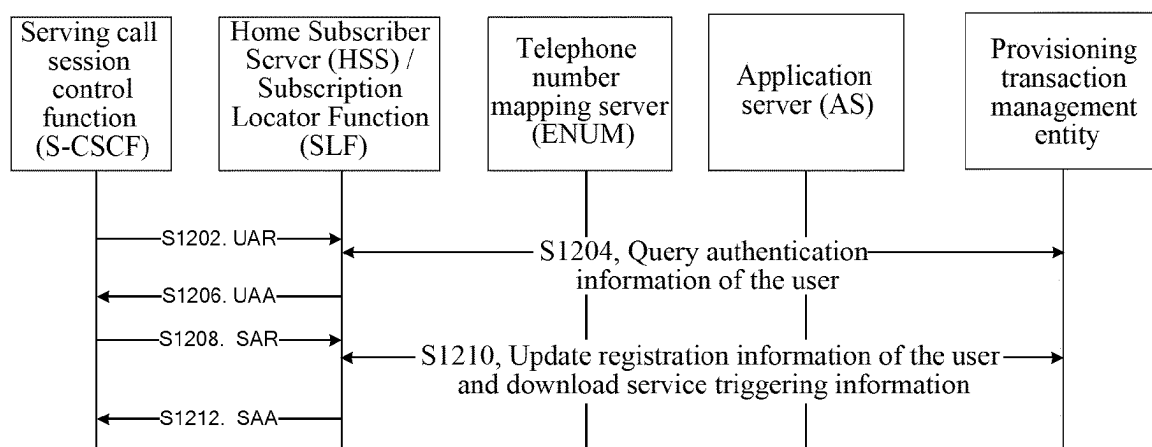 Serving call
session
control
function
(S-CSCF)
Home Subscriber
Server (HSS) /
Subscription
Locator Function
(SLF)
Telephone
number
mapping server
(ENUM)
Application
server (AS)
Provisioning
transaction
management
entity
S1202. UAR
S1204, Query authentication
information of the user
S1206. UAA
S1208. SAR
S1210, Update registration information of the user
and download service triggering information
S1212. SAA